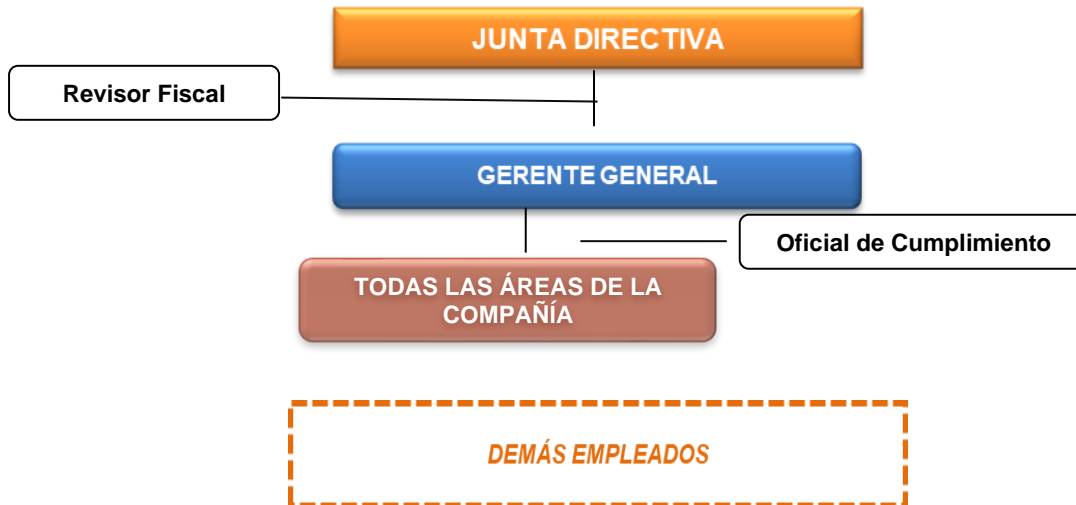 JUNTA DIRECTIVA
Revisor Fiscal
GERENTE GENERAL
Oficial de Cumplimiento
TODAS LAS ÁREAS DE LA
COMPAÑÍA
DEMÁS EMPLEADOS